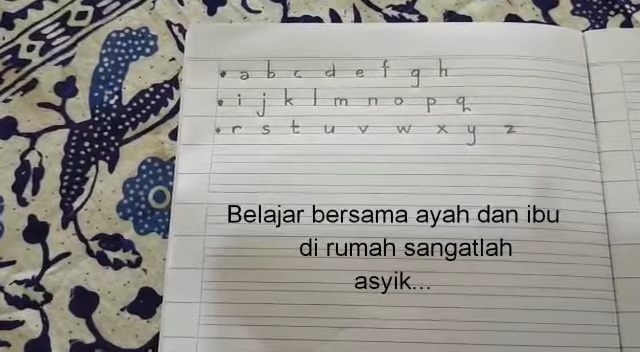 • a b c d e f g h
• i j k l m n o p q
• r s t u v w x y z
Belajar bersama ayah dan ibu
di rumah sangatlah
asyik...